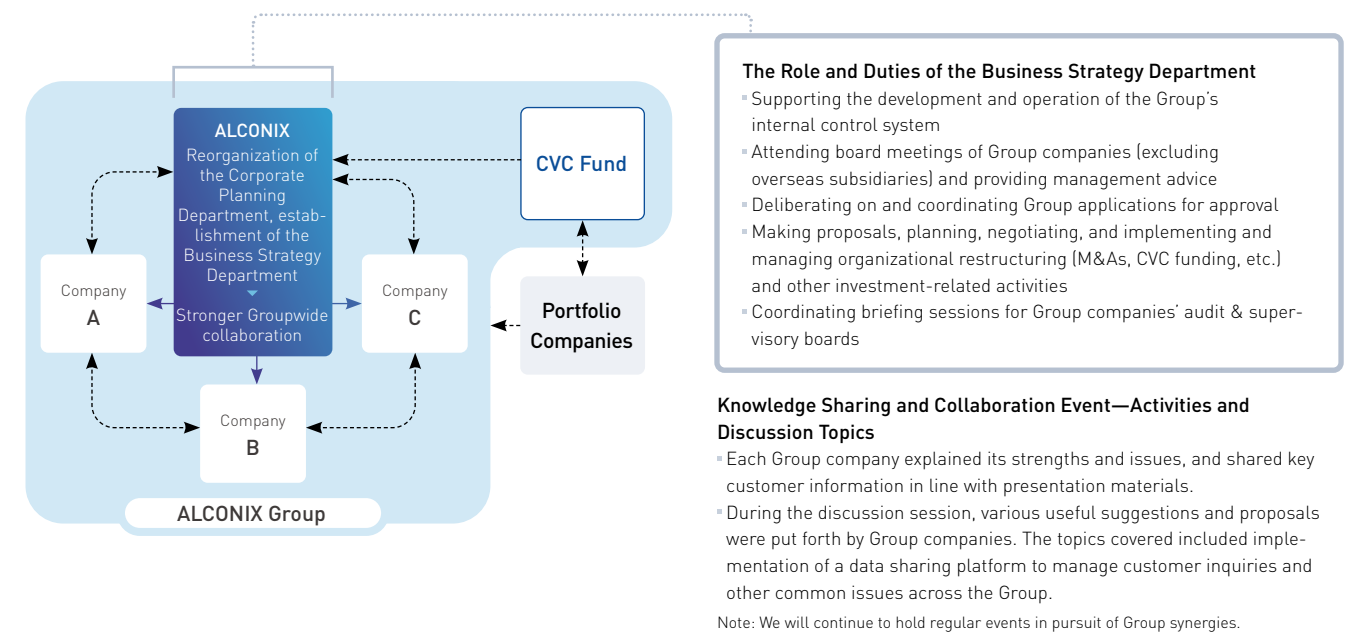 ALCONIX
Reorganization of
the Corporate
Planning
Department, estab-
lishment of the
Business Strategy
Department
Stronger Groupwide
collaboration
CVC Fund
Company
A
Company
C
Portfolio
Companies
Company
B
ALCONIX Group
The Role and Duties of the Business Strategy Department
Supporting the development and operation of the Group's
internal control system
Attending board meetings of Group companies (excluding
overseas subsidiaries) and providing management advice
Deliberating on and coordinating Group applications for approval
Making proposals, planning, negotiating, and implementing and
managing organizational restructuring (M&As, CVC funding, etc.)
and other investment-related activities
Coordinating briefing sessions for Group companies' audit & super-
visory boards
Knowledge Sharing and Collaboration Event—Activities and
Discussion Topics
Each Group company explained its strengths and issues, and shared key
customer information in line with presentation materials.
During the discussion session, various useful suggestions and proposals
were put forth by Group companies. The topics covered included imple-
mentation of a data sharing platform to manage customer inquiries and
other common issues across the Group.
Note: We will continue to hold regular events in pursuit of Group synergies.